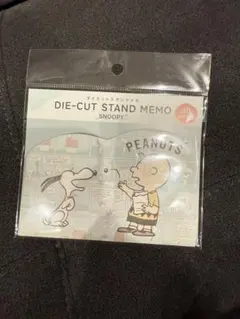 DIE-CUT STAND MEMO
SNOOPY
PEANUTS